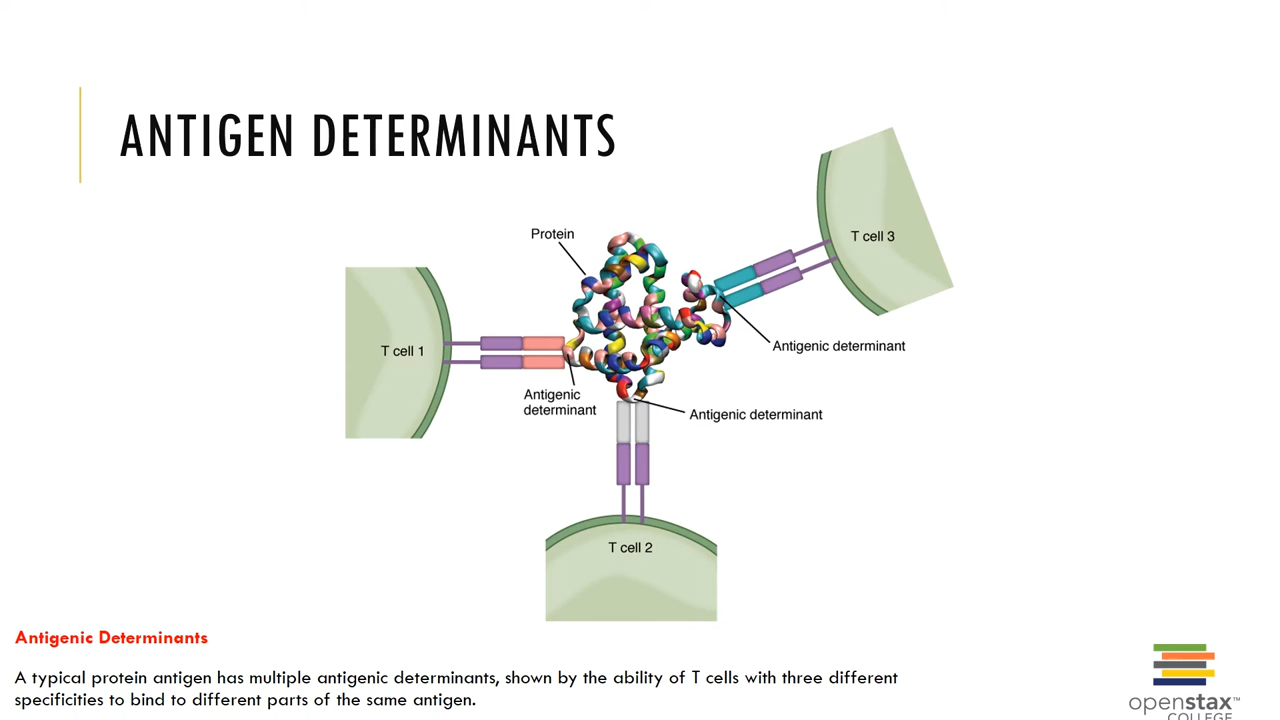 ANTIGEN DETERMINANTS
Protein
T cell 3
T cell 1
Antigenic determinant
Antigenic
determinant
Antigenic determinant
T cell 2
Antigenic Determinants
A typical protein antigen has multiple antigenic determinants, shown by the ability of T cells with three different
specificities to bind to different parts of the same antigen.
openstax™
COLLEGE